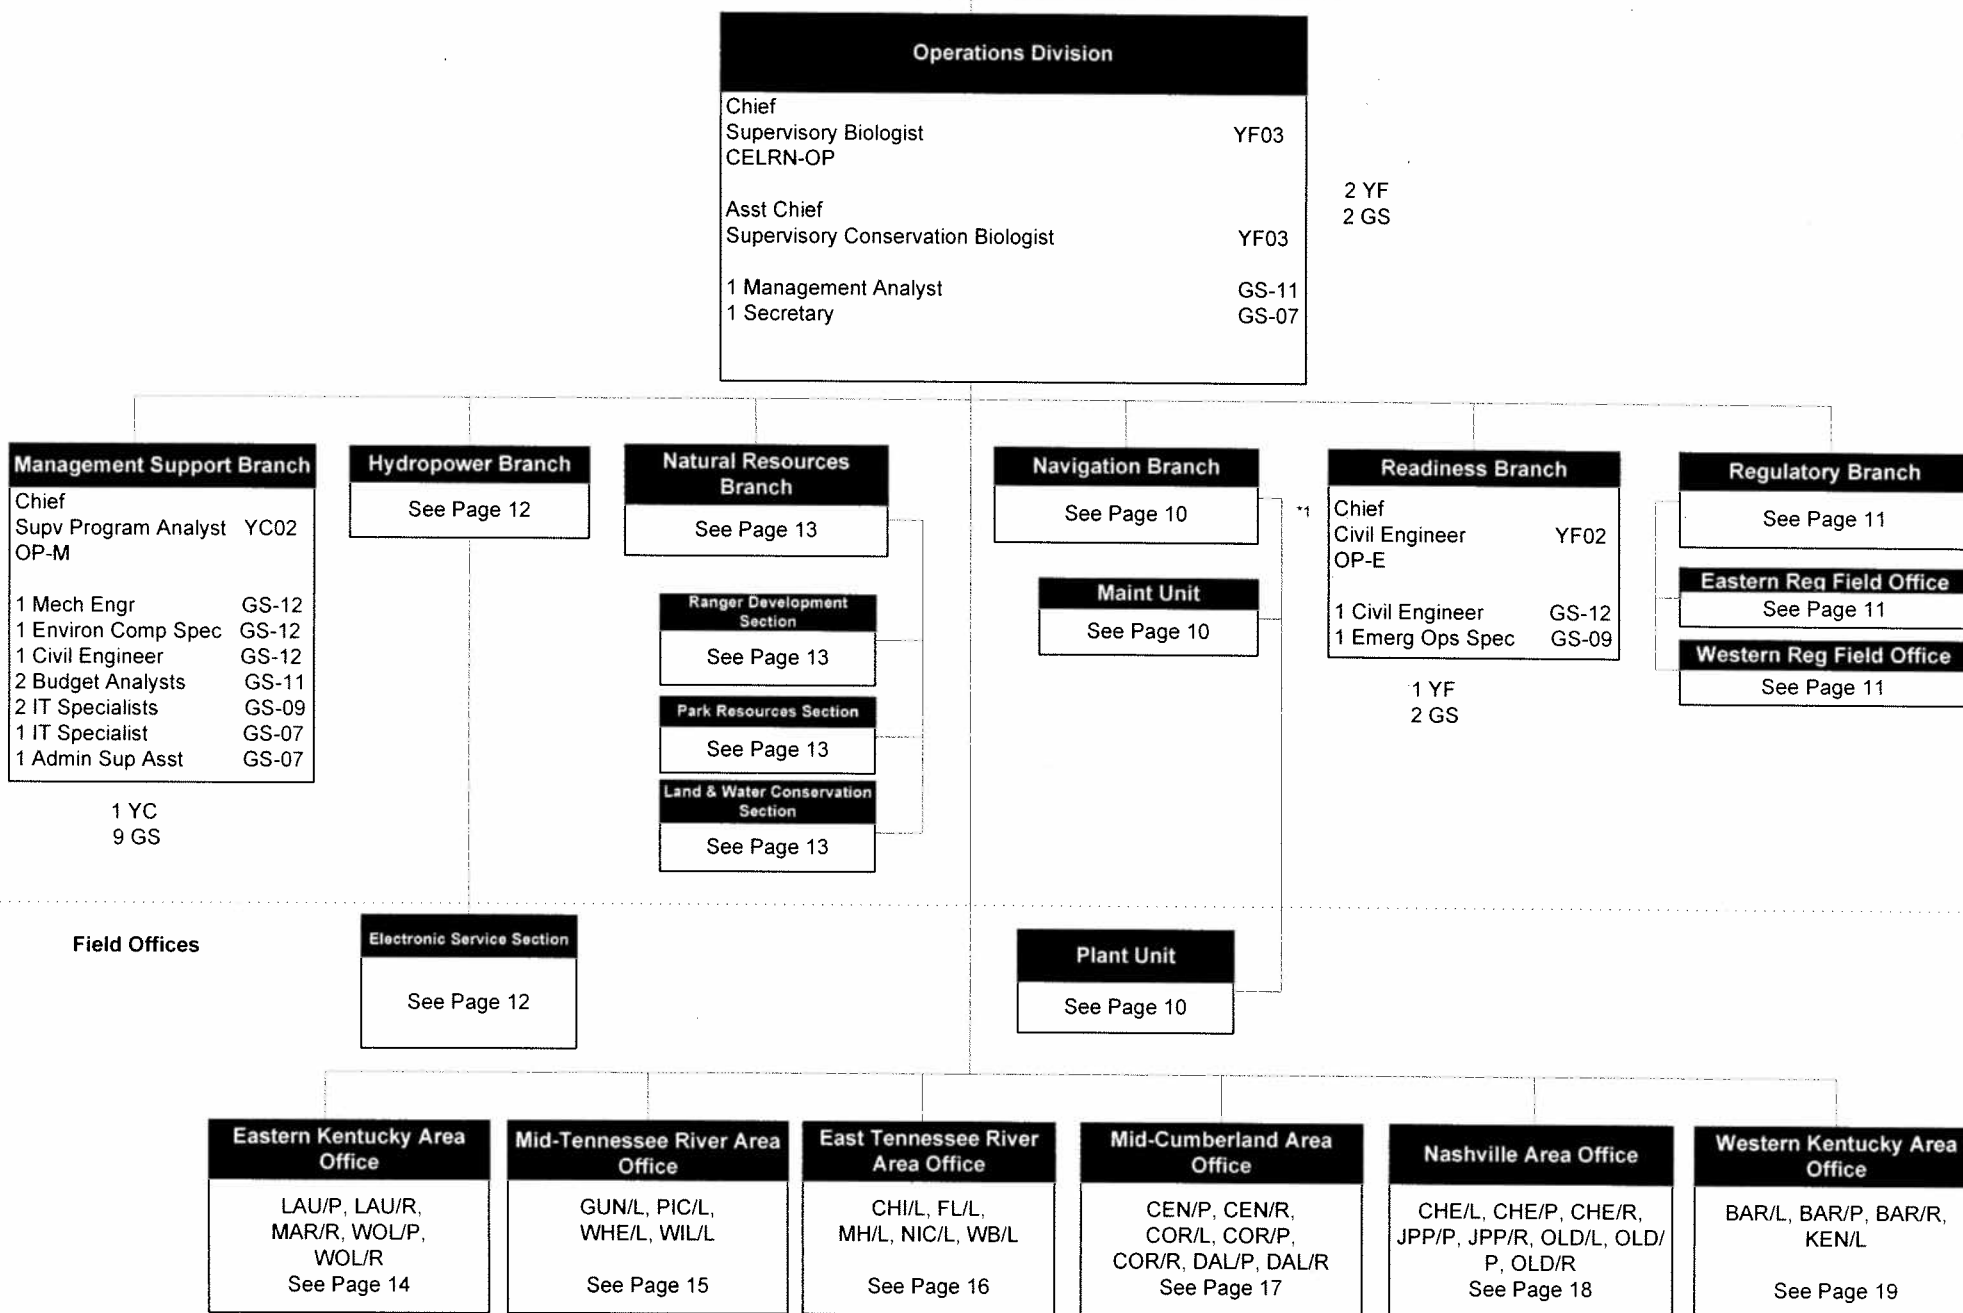 Operations Division
Chief
Supervisory Biologist YF03
CELRN-OP
Asst Chief
Supervisory Conservation Biologist YF03
1 Management Analyst GS-11
1 Secretary GS-07
2 YF
2 GS
Management Support Branch
Chief
Supv Program Analyst YC02
OP-M
1 Mech Engr GS-12
1 Environ Comp Spec GS-12
1 Civil Engineer GS-12
2 Budget Analysts GS-11
2 IT Specialists GS-09
1 IT Specialist GS-07
1 Admin Sup Asst GS-07
1 YC
9 GS
Hydropower Branch
See Page 12
Natural Resources
Branch
See Page 13
Ranger Development
Section
See Page 13
Park Resources Section
See Page 13
Land & Water Conservation
Section
See Page 13
Navigation Branch
See Page 10
Maint Unit
See Page 10
*1
Readiness Branch
Chief
Civil Engineer YF02
OP-E
1 Civil Engineer GS-12
1 Emerg Ops Spec GS-09
1 YF
2 GS
Regulatory Branch
See Page 11
Eastern Reg Field Office
See Page 11
Western Reg Field Office
See Page 11
Field Offices
Electronic Service Section
See Page 12
Plant Unit
See Page 10
Eastern Kentucky Area
Office
LAU/P, LAU/R,
MAR/R, WOL/P,
WOL/R
See Page 14
Mid-Tennessee River Area
Office
GUN/L, PIC/L,
WHE/L, WIL/L
See Page 15
East Tennessee River
Area Office
CHI/L, FL/L,
MH/L, NIC/L, WB/L
See Page 16
Mid-Cumberland Area
Office
CEN/P, CEN/R,
COR/L, COR/P,
COR/R, DAL/P, DAL/R
See Page 17
Nashville Area Office
CHE/L, CHE/P, CHE/R,
JPP/P, JPP/R, OLD/L, OLD/
P, OLD/R
See Page 18
Western Kentucky Area
Office
BAR/L, BAR/P, BAR/R,
KEN/L
See Page 19